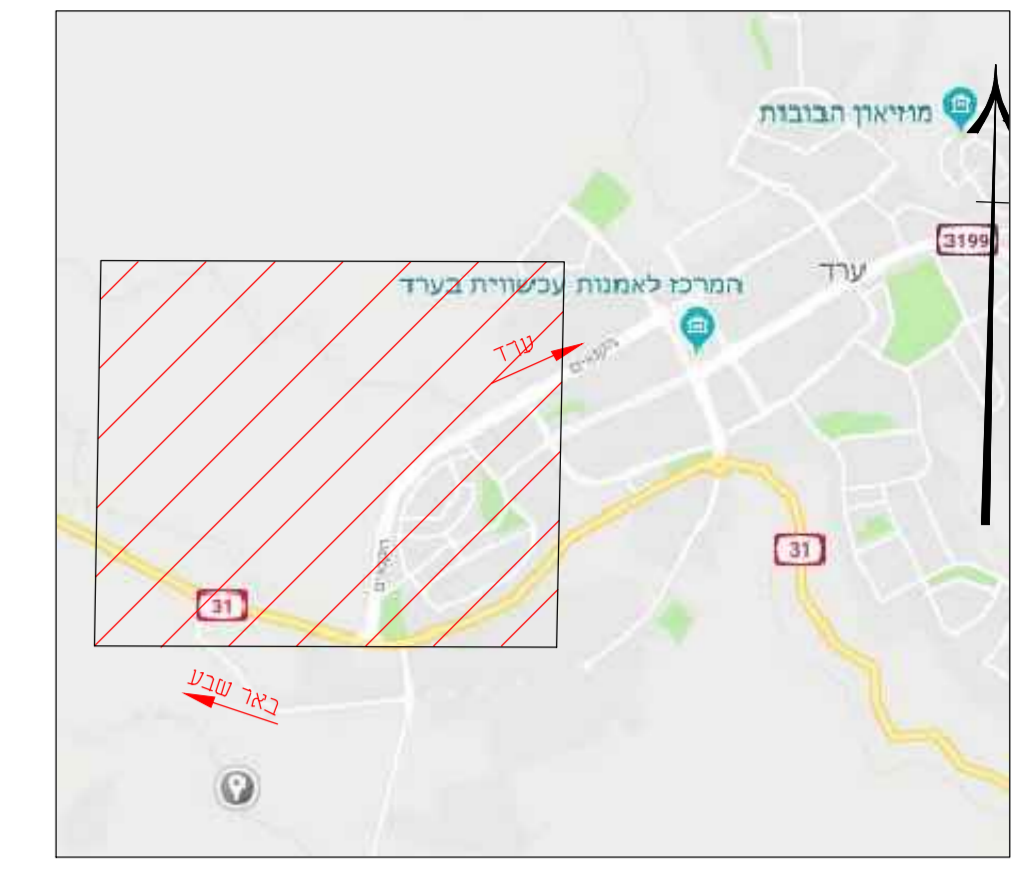 מוזיאון הבובות
3199
ערד
המרכז לאמנות עכשווית בערד
ערד
31
31
באר שבע